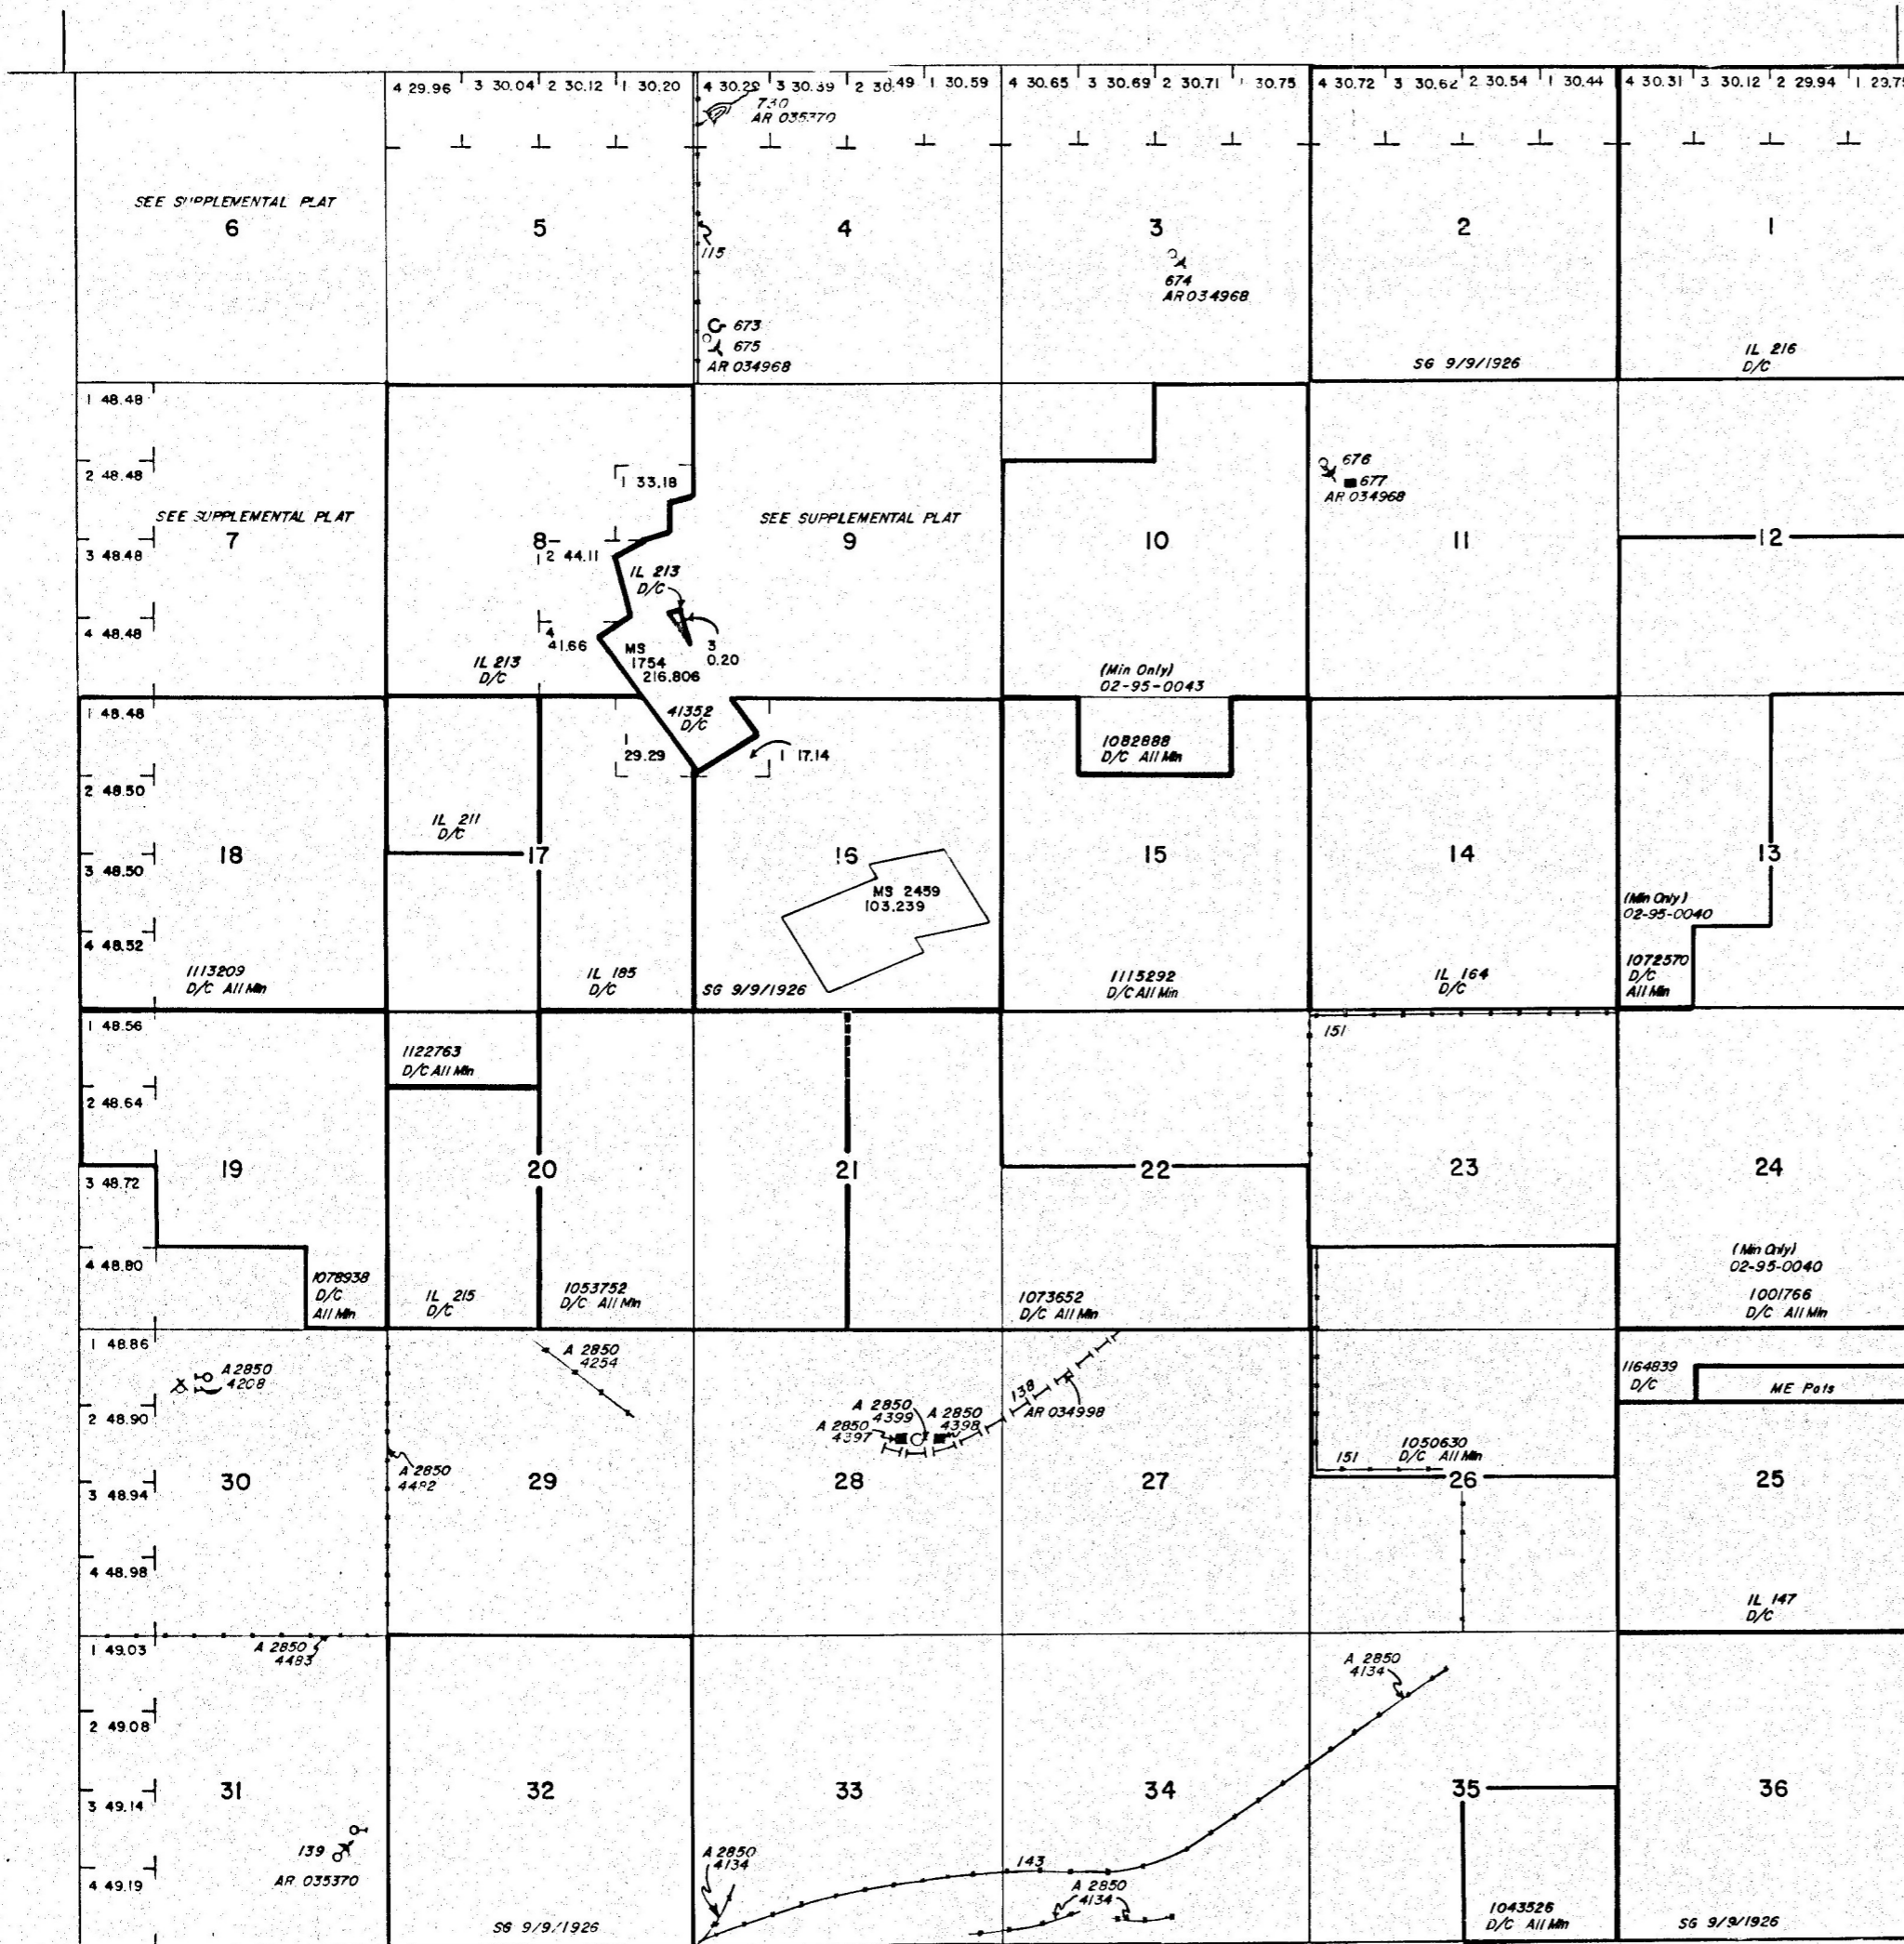 4 29.96 3 30.04 2 30.12 1 30.20 4 30.29 3 30.39 2 30.49 1 30.59 4 30.65 3 30.69 2 30.71 1 30.75 4 30.72 3 30.62 2 30.54 1 30.44 4 30.31 3 30.12 2 29.94 1 29.75
730
AR 035370
SEE SUPPLEMENTAL PLAT
6
5
4
3
2
1
115
674
AR 034968
673
675
AR 034968
SG 9/9/1926
IL 216
D/C
1 48.48
2 48.48
SEE SUPPLEMENTAL PLAT
7
3 48.48
4 48.48
1 33.18
8
2 44.11
IL 213
D/C
4
41.66
MS
1754
216.806
3
0.20
IL 213
D/C
SEE SUPPLEMENTAL PLAT
9
10
(Min Only)
02-95-0043
676
677
AR 034968
11
12
1 48.48
2 48.50
18
3 48.50
4 48.52
1113209
D/C All Min
41352
D/C
1
29.29
1 17.14
IL 211
D/C
17
IL 185
D/C
16
MS 2459
103.239
SG 9/9/1926
1082888
D/C All Min
15
1115292
D/C All Min
14
IL 164
D/C
13
(Min Only)
02-95-0040
1072570
D/C
All Min
1 48.56
2 48.64
19
3 48.72
4 48.80
1078938
D/C
All Min
1122763
D/C All Min
20
IL 215
D/C
1053752
D/C All Min
21
22
1073652
D/C All Min
151
23
24
(Min Only)
02-95-0040
1001766
D/C All Min
1 48.86
A 2850
4208
2 48.90
30
3 48.94
4 48.98
A 2850
4254
A 2850
4482
29
A 2850
4399
A 2850
4398
A 2850
4397
28
138
AR 034998
27
151
1050630
D/C All Min
26
1164839
D/C
ME Pats
25
IL 147
D/C
1 49.03
A 2850
4483
2 49.08
31
3 49.14
139
4 49.19
AR 035370
32
SG 9/9/1926
33
A 2850
4134
143
34
A 2850
4134
A 2850
4134
35
1043526
D/C All Min
36
SG 9/9/1926